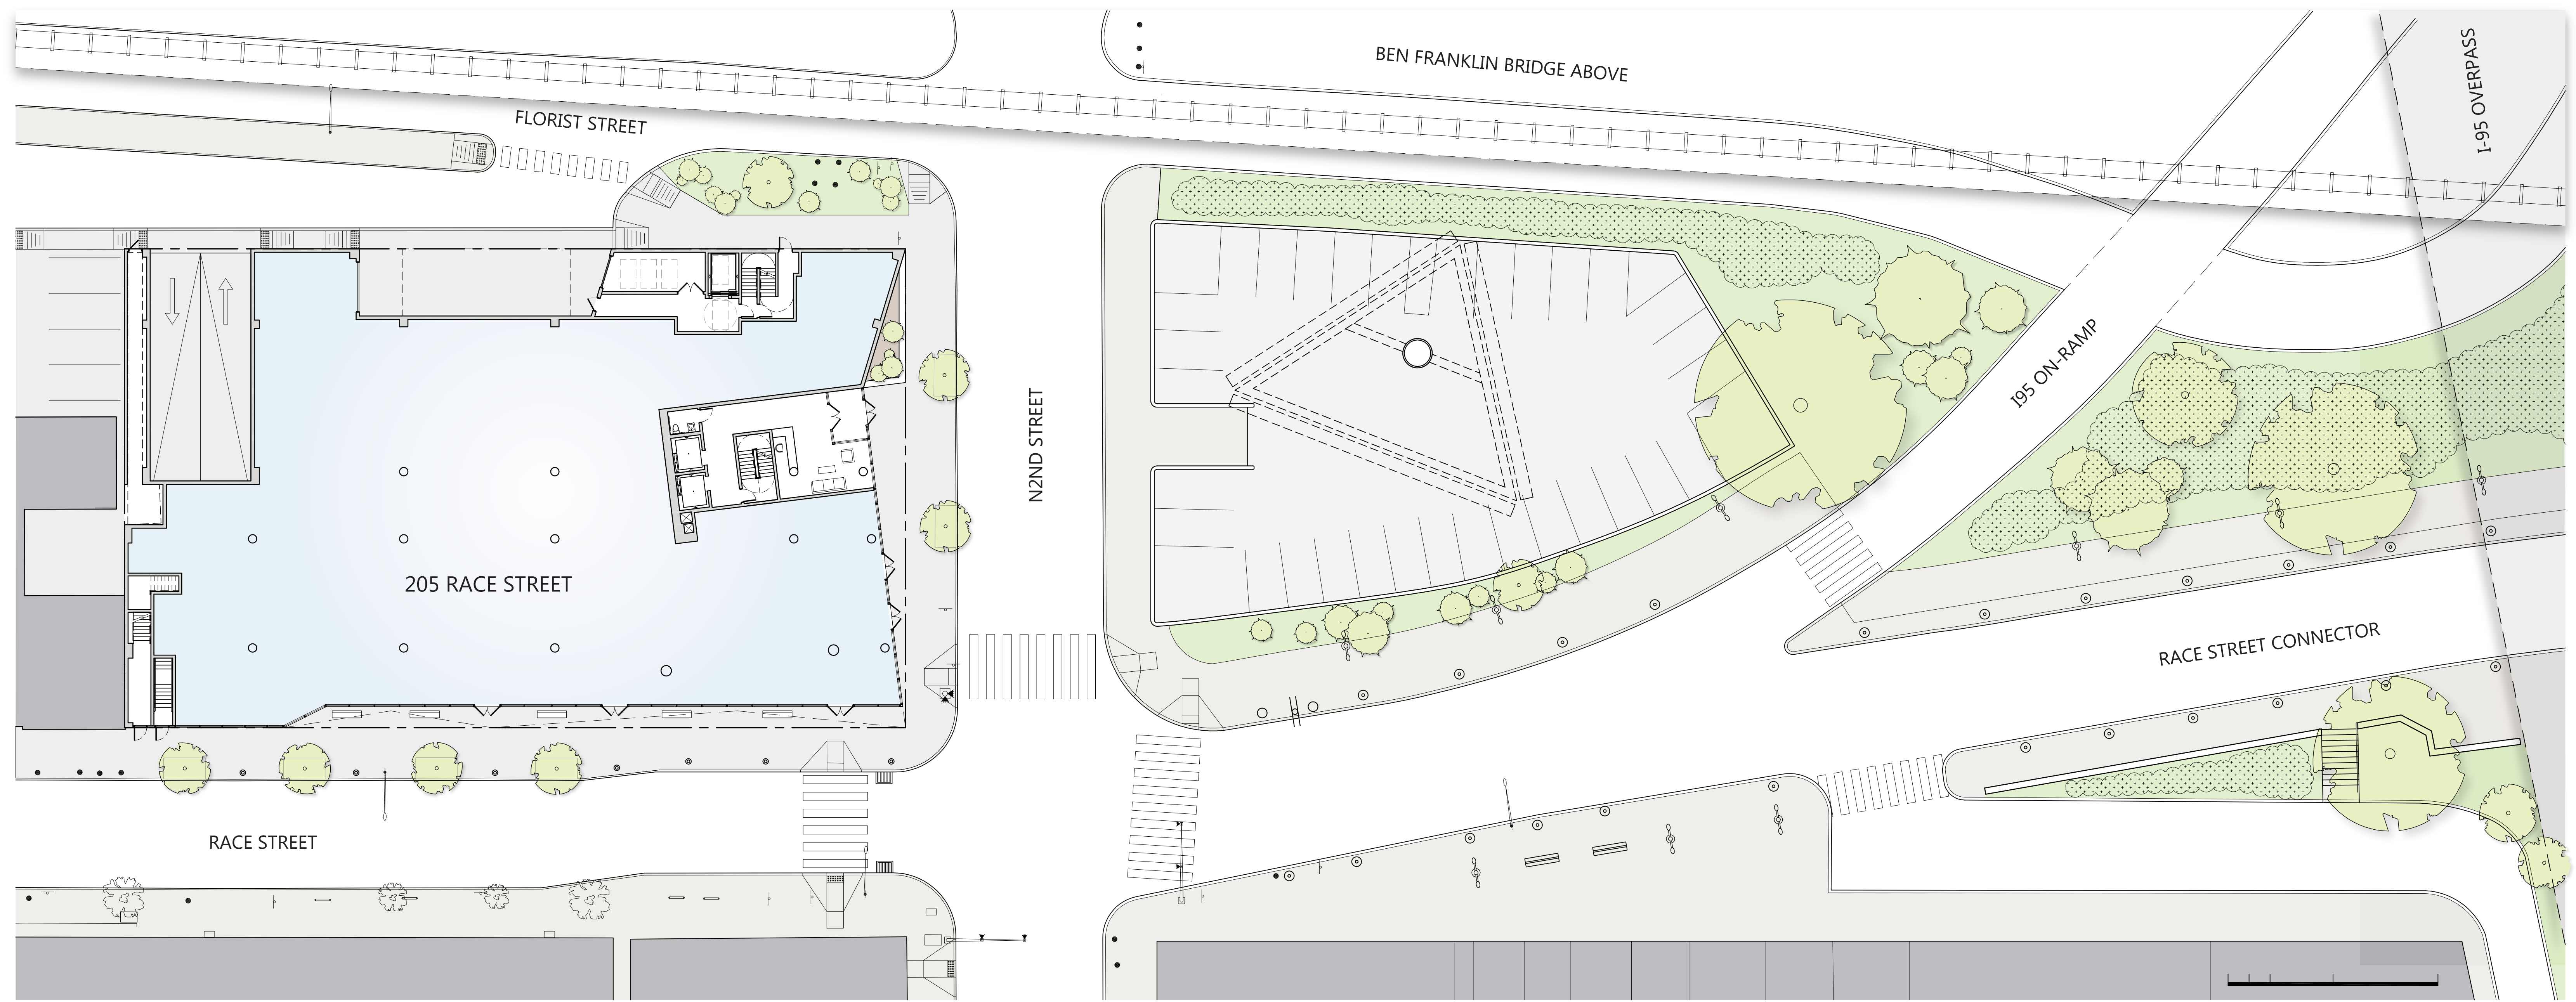 BEN FRANKLIN BRIDGE ABOVE
I-95 OVERPASS
FLORIST STREET
I95 ON-RAMP
N2ND STREET
205 RACE STREET
RACE STREET CONNECTOR
RACE STREET